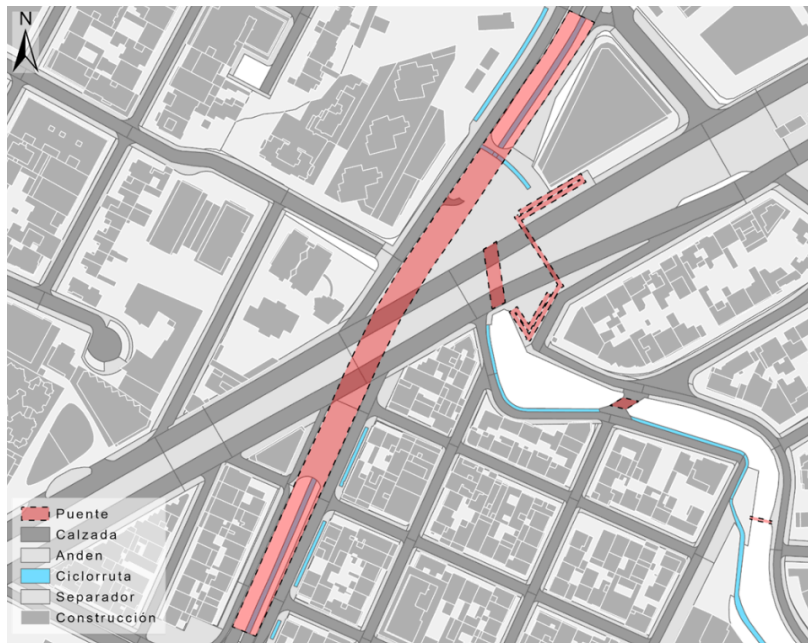 N
Puente
Calzada
Anden
Ciclorruta
Separador
Construcción